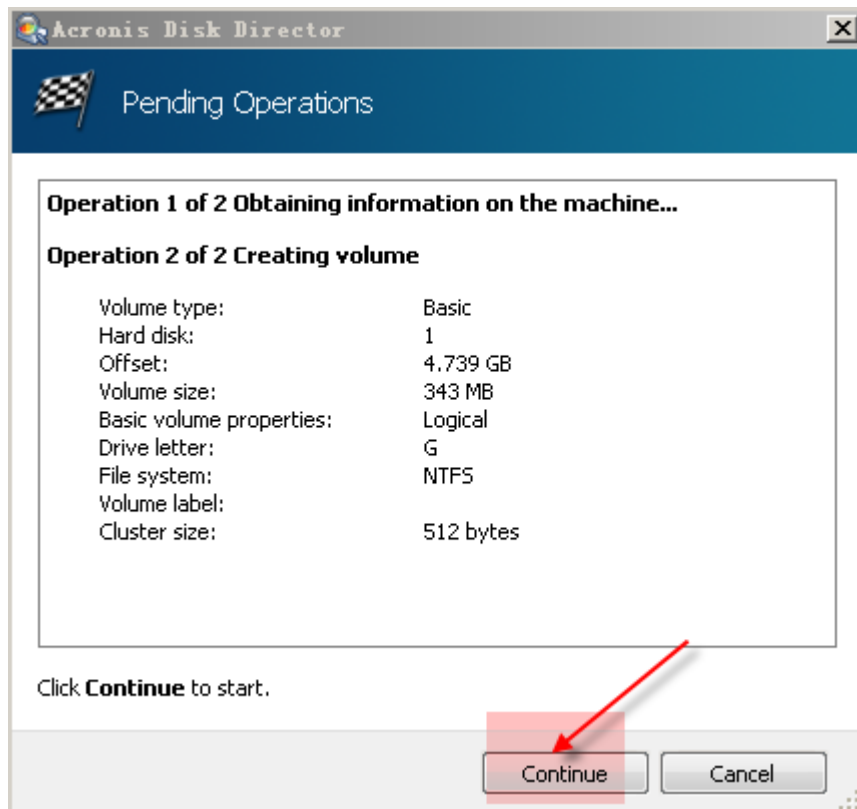 Acronis Disk Director
Pending Operations
Operation 1 of 2 Obtaining information on the machine...
Operation 2 of 2 Creating volume
Volume type: Basic
Hard disk: 1
Offset: 4.739 GB
Volume size: 343 MB
Basic volume properties: Logical
Drive letter: G
File system: NTFS
Volume label:
Cluster size: 512 bytes
Click Continue to start.
Continue Cancel